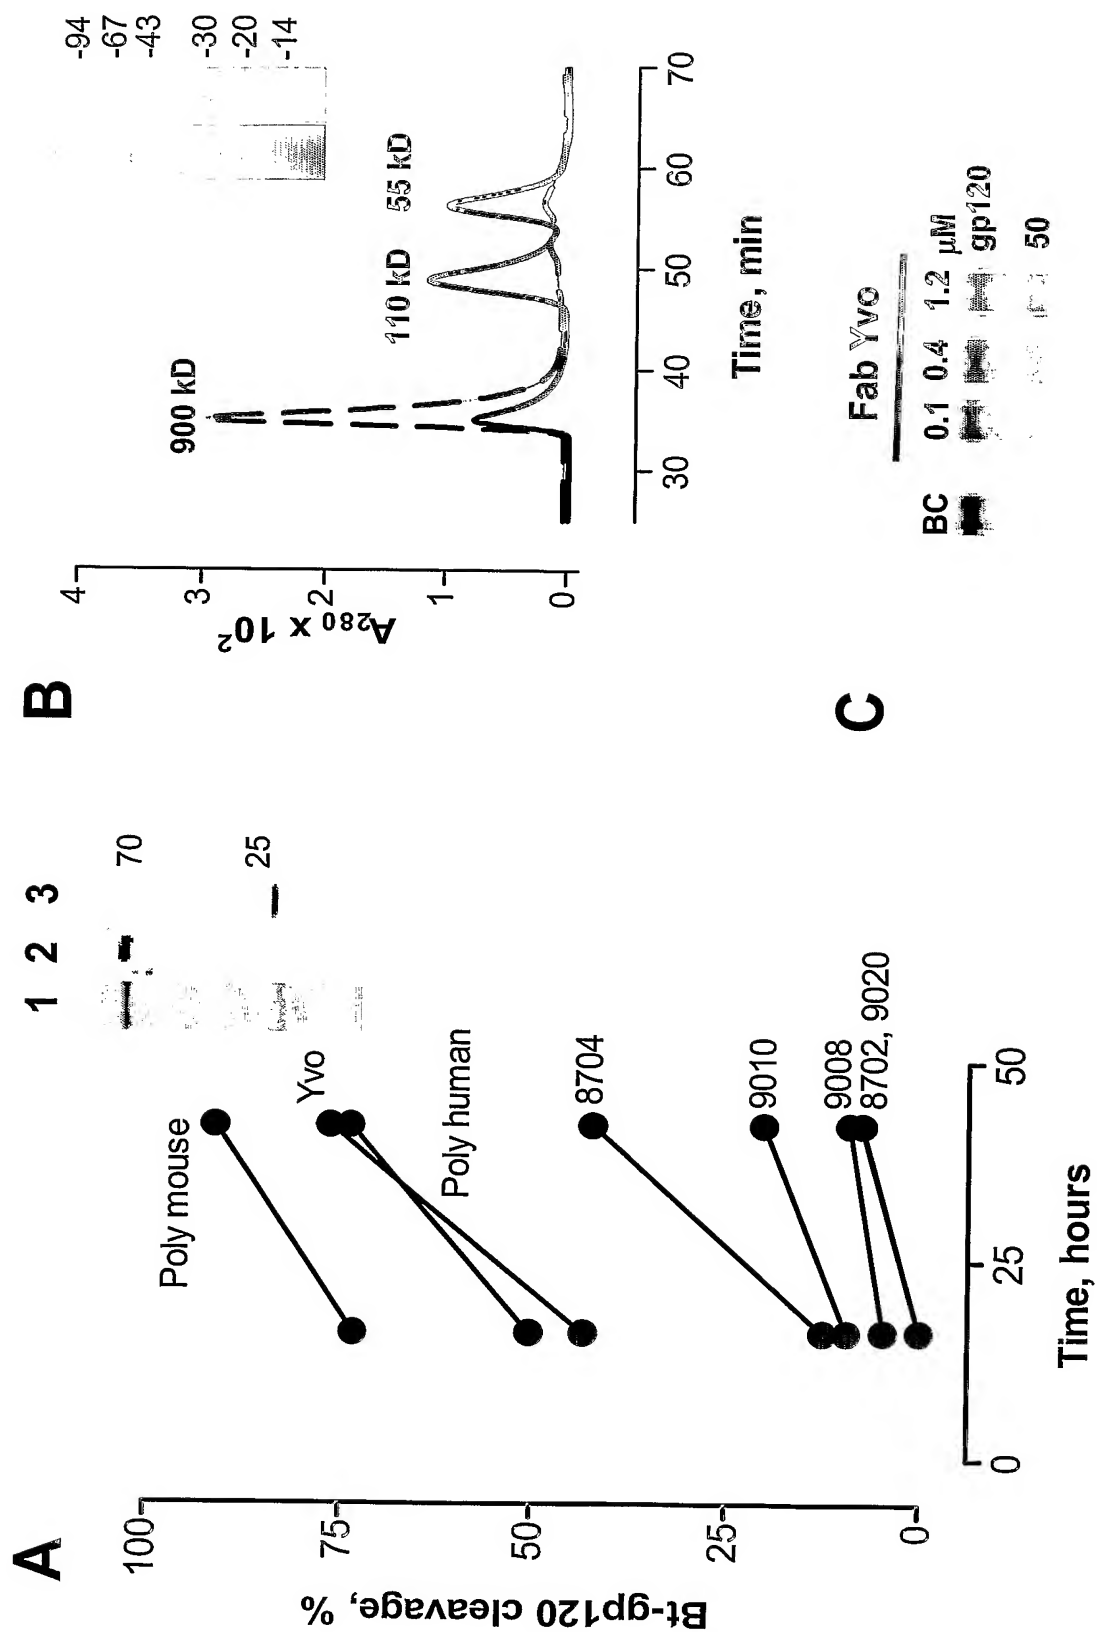 A
Bt-gp120 cleavage, %
100
75
50
25
0
Poly mouse
Yvo
Poly human
8704
9010
9008
8702, 9020
0
25
50
Time, hours
1 2 3
70
25
B
A280 x 10²
4
3
2
1
0
900 kD
110 kD
55 kD
30 40 50 60 70
Time, min
-94
-67
-43
-30
-20
-14
C
Fab Yvo
BC 0.1 0.4 1.2 µM
gp120
50